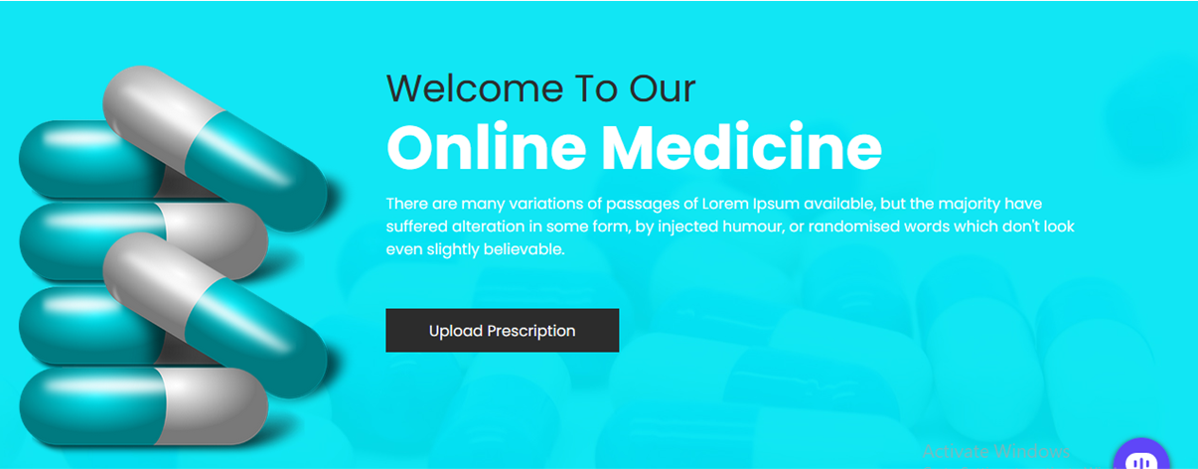 Welcome To Our
Online Medicine
There are many variations of passages of Lorem Ipsum available, but the majority have
suffered alteration in some form, by injected humour, or randomised words which don't look
even slightly believable.
Upload Prescription
Activate Windows